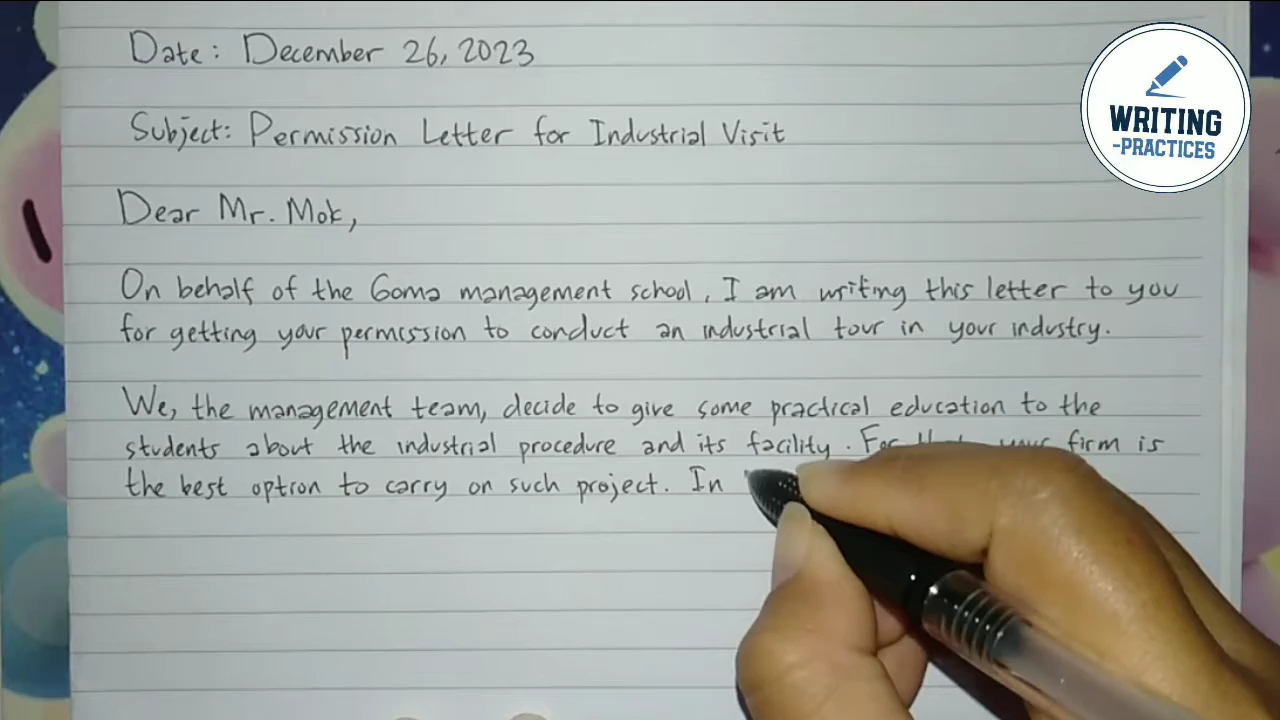 Date: December 26, 2023
WRITING
-PRACTICES
Subject: Permission Letter for Industrial Visit
Dear Mr. Mok,
On behalf of the Goma management school, I am writing this letter to you
for getting your permission to conduct an industrial tour in your industry.
We, the management team, decide to give some practical education to the
students about the industrial procedure and its facility. For that your firm is
the best option to carry on such project. In